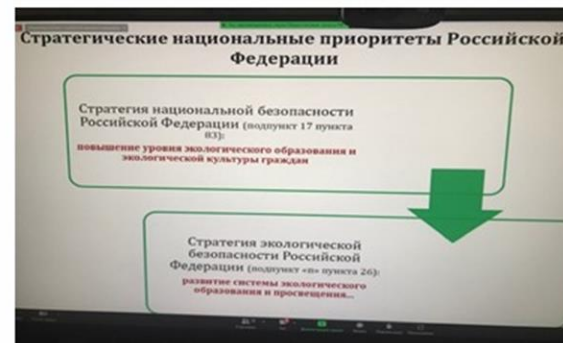 Стратегические национальные приоритеты Российской
Федерации
Стратегия национальной безопасности
Российской Федерации (подпункт 17 пункта
83):
повышение уровня экологического образования и
экологической культуры граждан
Стратегия экологической
безопасности Российской
Федерации (подпункт «п» пункта 26):
развитие системы экологического
образования и просвещения...